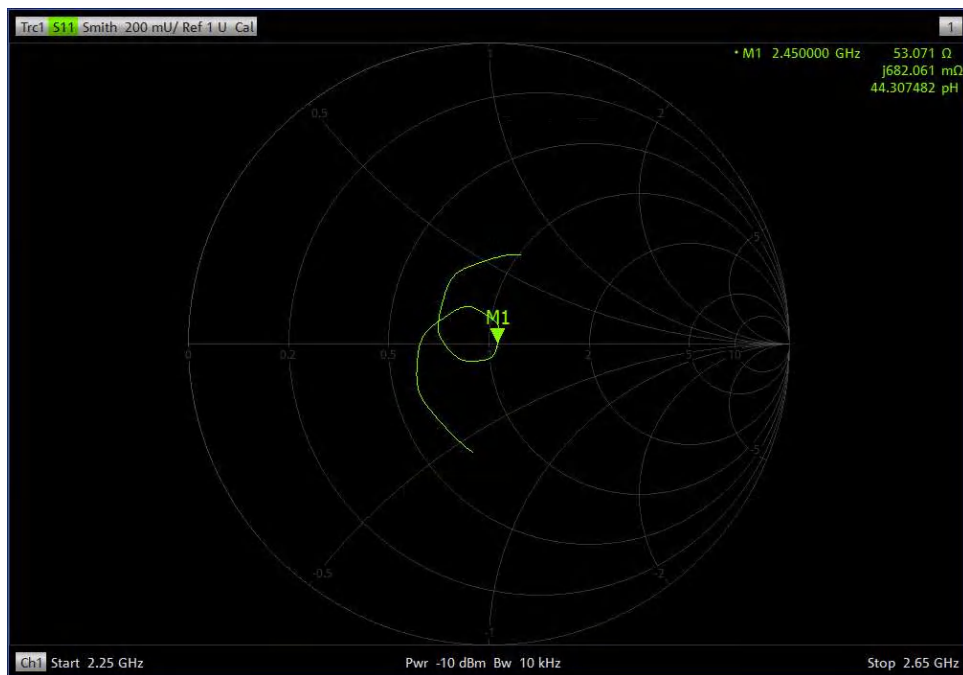 Trc1 S11 Smith 200 mU/ Ref 1 U Cal
1
• M1 2.450000 GHz 53.071 Ω
j682.061 mΩ
44.307482 pH
1
0.5
2
5
M1
0 0.2 0.5 1 2 5 10
-5
-0.5
-2
-1
Ch1 Start 2.25 GHz Pwr -10 dBm Bw 10 kHz Stop 2.65 GHz